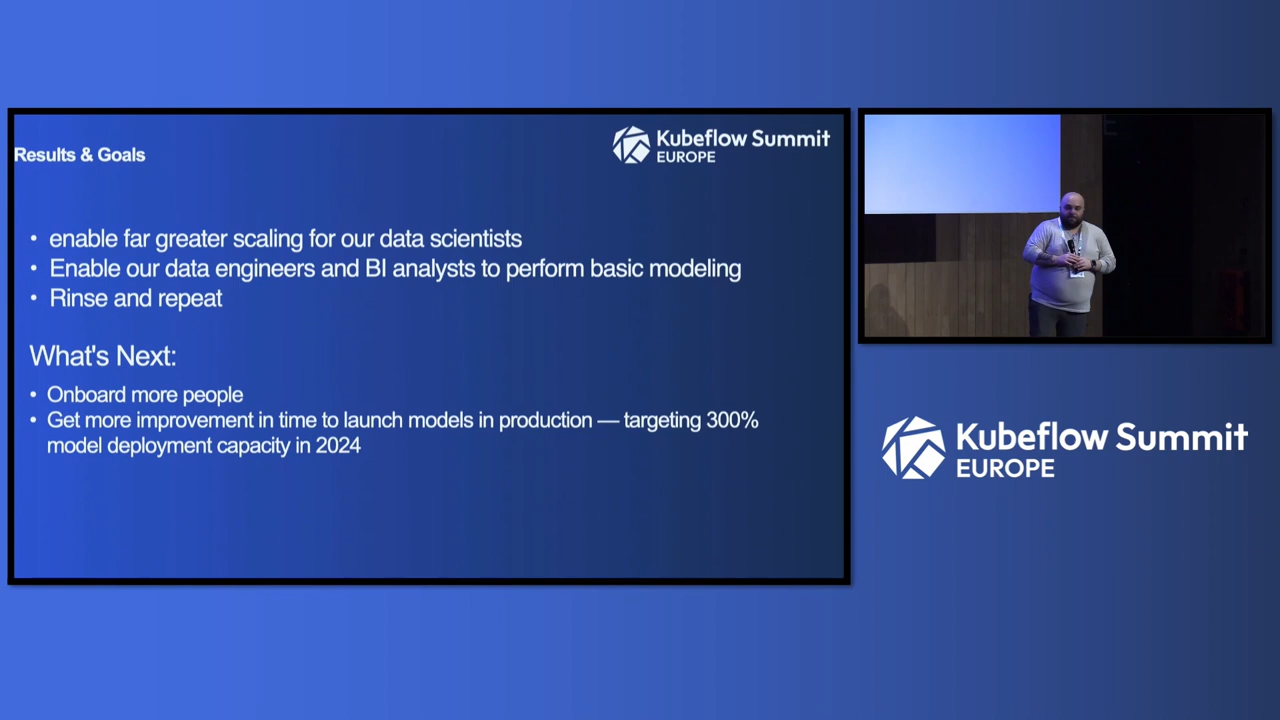 Results & Goals
Kubeflow Summit
EUROPE
• enable far greater scaling for our data scientists
• Enable our data engineers and BI analysts to perform basic modeling
• Rinse and repeat
What's Next:
• Onboard more people
• Get more improvement in time to launch models in production — targeting 300%
model deployment capacity in 2024
Kubeflow Summit
EUROPE